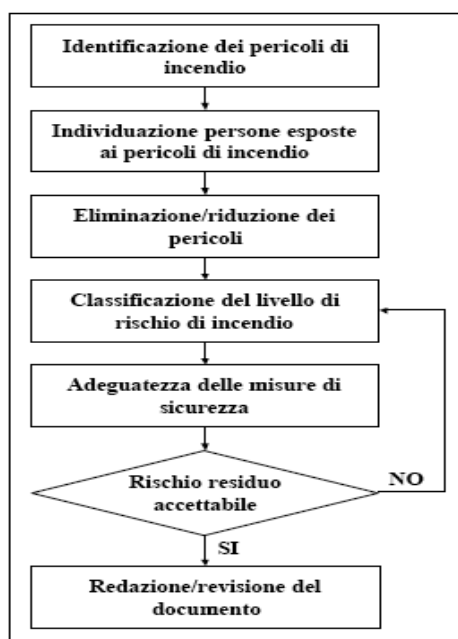 Identificazione dei pericoli di
incendio
Individuazione persone esposte
ai pericoli di incendio
Eliminazione/riduzione dei
pericoli
Classificazione del livello di
rischio di incendio
Adeguatezza delle misure di
sicurezza
Rischio residuo
accettabile
NO
SI
Redazione/revisione del
documento